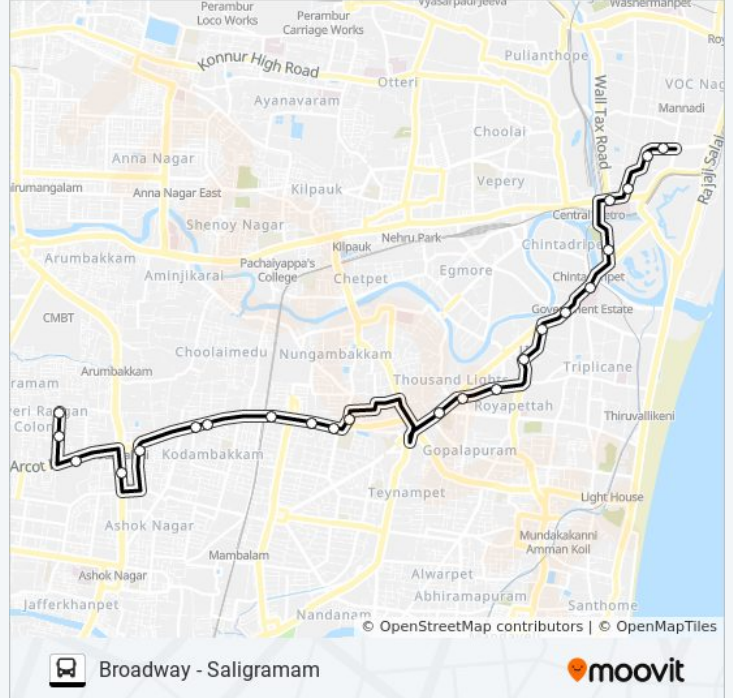 Perambur
Loco Works
Perambur
Carriage Works
Vyasarpadi Jeeva
Washermanpet
Konnur High Road
Pulianthope
Otteri
Wall Tax Road
VOC Nag
Ayanavaram
Mannadi
Choolai
Anna Nagar
Rajaji Salai
irumangalam
Anna Nagar East
Kilpauk
Vepery
Central Metro
Shenoy Nagar
Nehru Park
Chintadripet
Kilpauk
Arumbakkam
Pachaiyappa's
College
Egmore
Aminjikarai
Chetpet
Government Estate
CMBT
Choolaimedu
Nungambakkam
Triplicane
Arumbakkam
Thousand Lights
ramam
Royapettah
Colon
Thiruvallikeni
Kodambakkam
Gopalapuram
Arcot
Teynampet
Light House
Ashok Nagar
Mundakakanni
Amman Koil
Mambalam
Ashok Nagar
Alwarpet
Abhiramapuram
Jafferkhanpet
Santhome
Nandanam
© OpenStreetMap contributors | © OpenMapTiles
Broadway - Saligramam
moovit